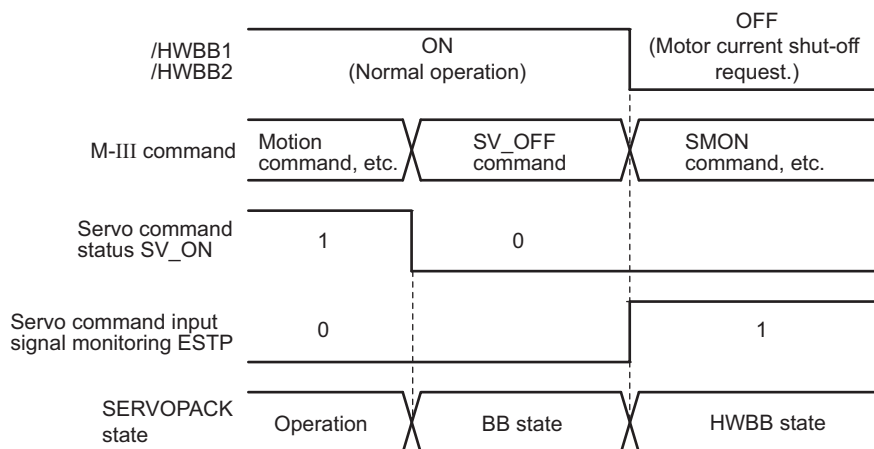 /HWBB1
/HWBB2
ON
(Normal operation)
OFF
(Motor current shut-off
request.)
M-III command
Motion
command, etc.
SV_OFF
command
SMON
command, etc.
Servo command
status SV_ON
1
0
Servo command input
signal monitoring ESTP
0
1
SERVOPACK
state
Operation
BB state
HWBB state